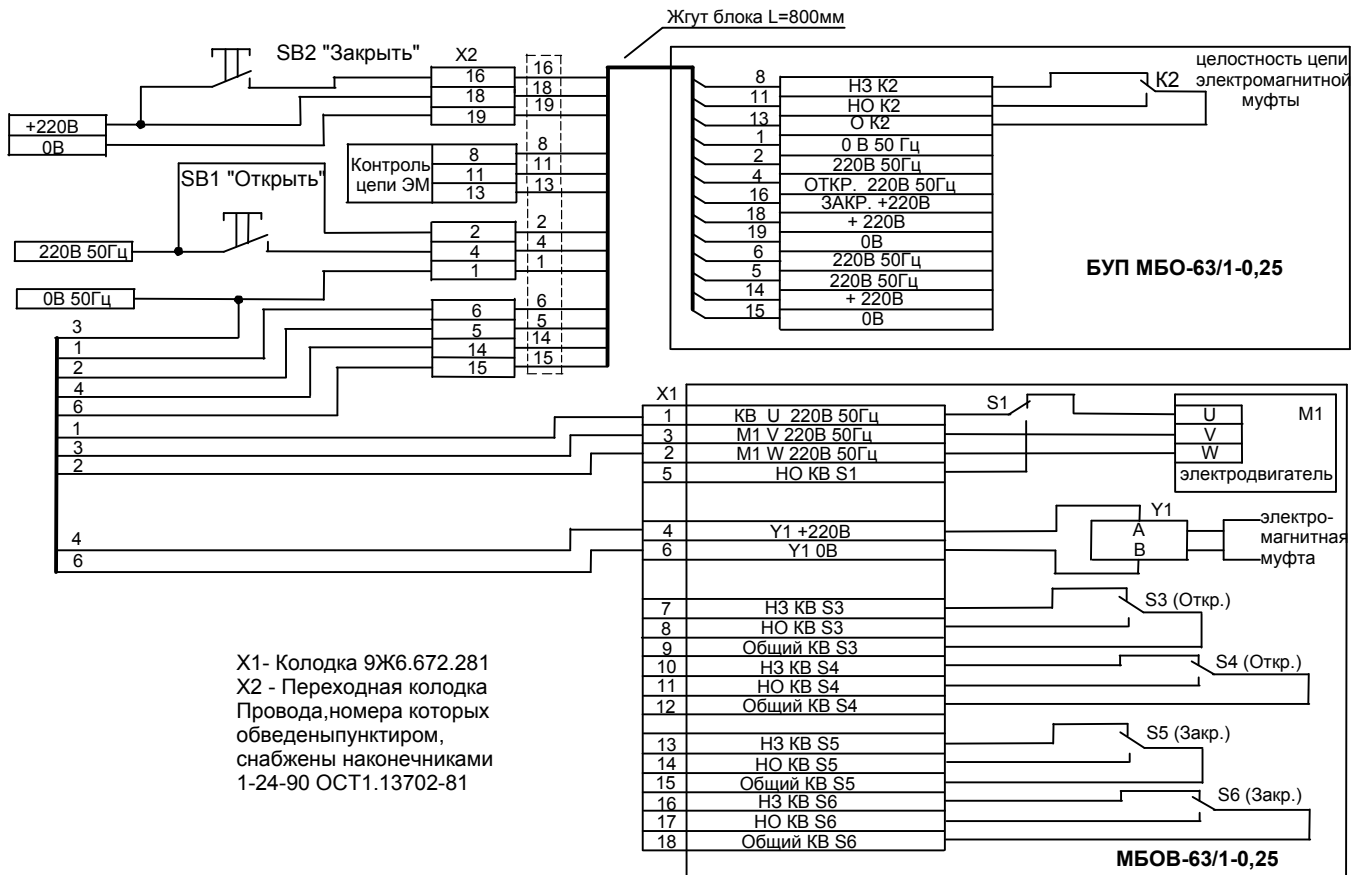 Жгут блока L=800мм
SB2 "Закрыть"
X2
16
18
19
16
18
19
+220В
0В
Контроль
цепи ЭМ
8
11
13
8
11
13
SB1 "Открыть"
2
4
1
2
4
1
220В 50Гц
0В 50Гц
6
5
14
15
6
5
14
15
3
1
2
4
6
1
3
2
4
6
8
НЗ К2
11
НО К2
13
О К2
1
0 В 50 Гц
2
220В 50Гц
4
ОТКР. 220В 50Гц
16
ЗАКР. +220В
18
+ 220В
19
0В
6
220В 50Гц
5
220В 50Гц
14
+ 220В
15
0В
К2
целостность цепи
электромагнитной
муфты
БУП МБО-63/1-0,25
X1
1
КВ U 220В 50Гц
3
М1 V 220В 50Гц
2
М1 W 220В 50Гц
5
НО КВ S1
4
Y1 +220В
6
Y1 0В
7
НЗ КВ S3
8
НО КВ S3
9
Общий КВ S3
10
НЗ КВ S4
11
НО КВ S4
12
Общий КВ S4
13
НЗ КВ S5
14
НО КВ S5
15
Общий КВ S5
16
НЗ КВ S6
17
НО КВ S6
18
Общий КВ S6
S1
U
V
W
М1
электродвигатель
Y1
А
В
электро-
магнитная
муфта
S3 (Откр.)
S4 (Откр.)
S5 (Закр.)
S6 (Закр.)
МБОВ-63/1-0,25
X1- Колодка 9Ж6.672.281
X2 - Переходная колодка
Провода,номера которых
обведеныпунктиром,
снабжены наконечниками
1-24-90 ОСТ1.13702-81